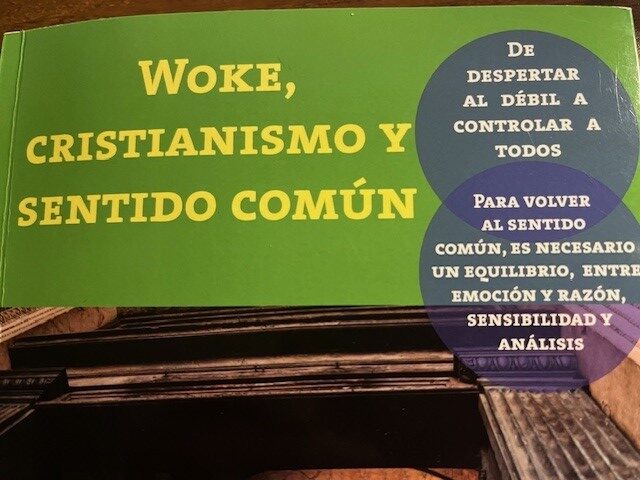 Woke,
cristianismo y
sentido común
De
despertar
al débil a
controlar a
todos
Para volver
al sentido
común, es necesario
un equilibrio, entre
emoción y razón,
sensibilidad y
análisis